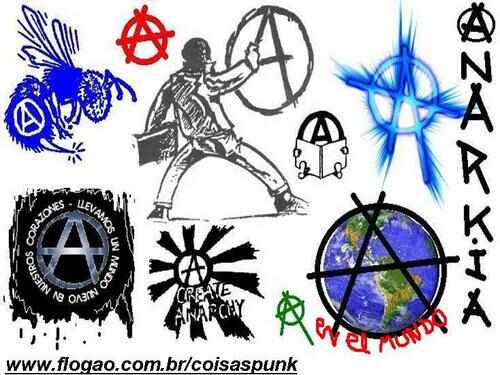 ANARKIA
LLEVAMOS UN MUNDO NUEVO EN NUESTROS CORAZONES -
CREATE
ANARCHY
EN EL MUNDO
www.flogao.com.br/coisaspunk